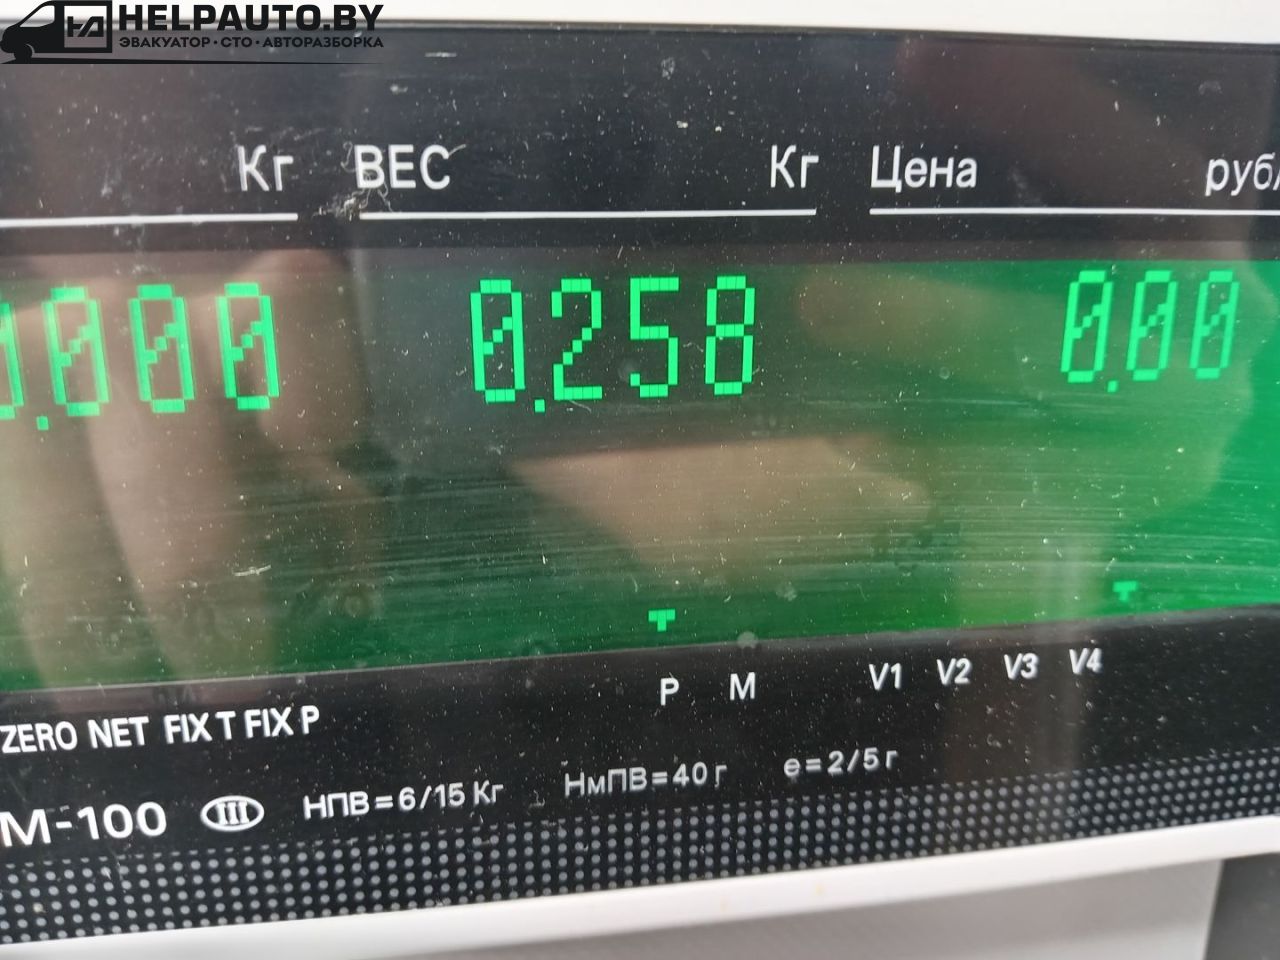 HELPAUTO.BY
ЭВАКУАТОР·СТО·АВТОРАЗБОРКА
Кг ВЕС Кг Цена руб/
0.000 0.258 0.00
P M V1 V2 V3 V4
ZERO NET FIX T FIX P
М-100 III НПВ=6/15 Кг НмПВ=40 г е=2/5 г